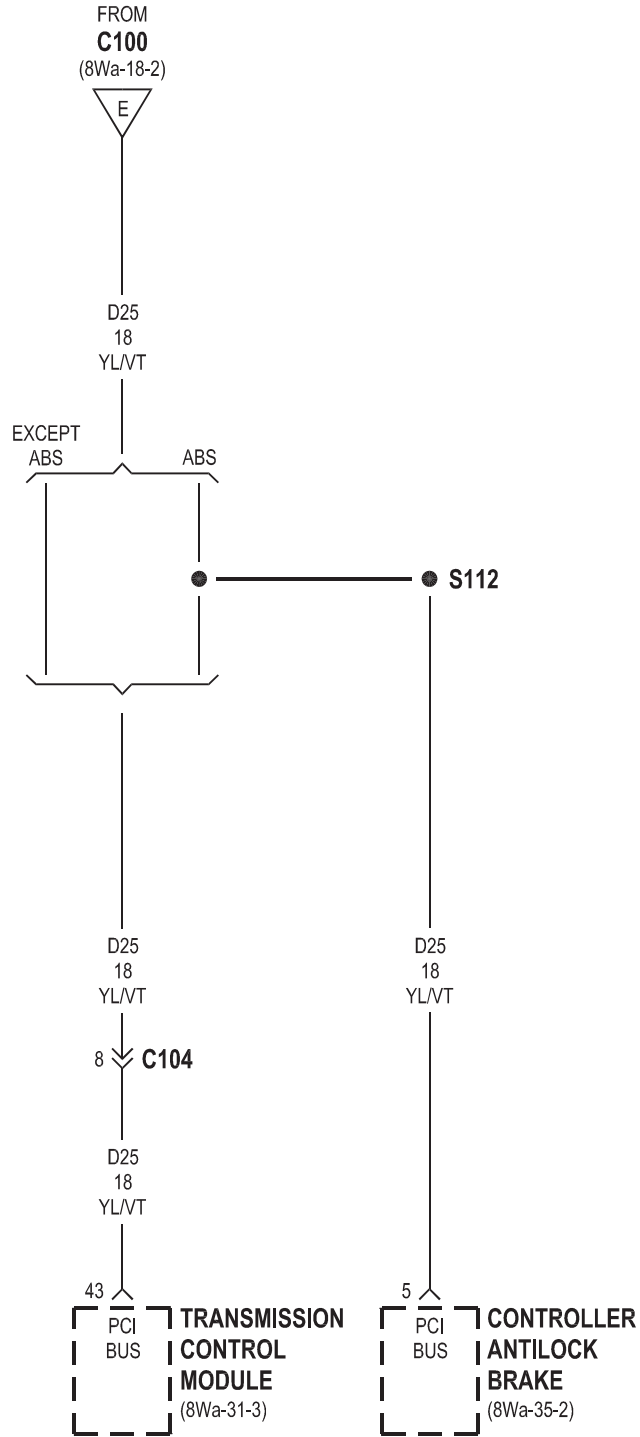 FROM
C100
(8Wa-18-2)
E
D25
18
YL/VT
EXCEPT
ABS
ABS
S112
D25
18
YL/VT
D25
18
YL/VT
8
C104
D25
18
YL/VT
43
PCI
BUS
TRANSMISSION
CONTROL
MODULE
(8Wa-31-3)
5
PCI
BUS
CONTROLLER
ANTILOCK
BRAKE
(8Wa-35-2)